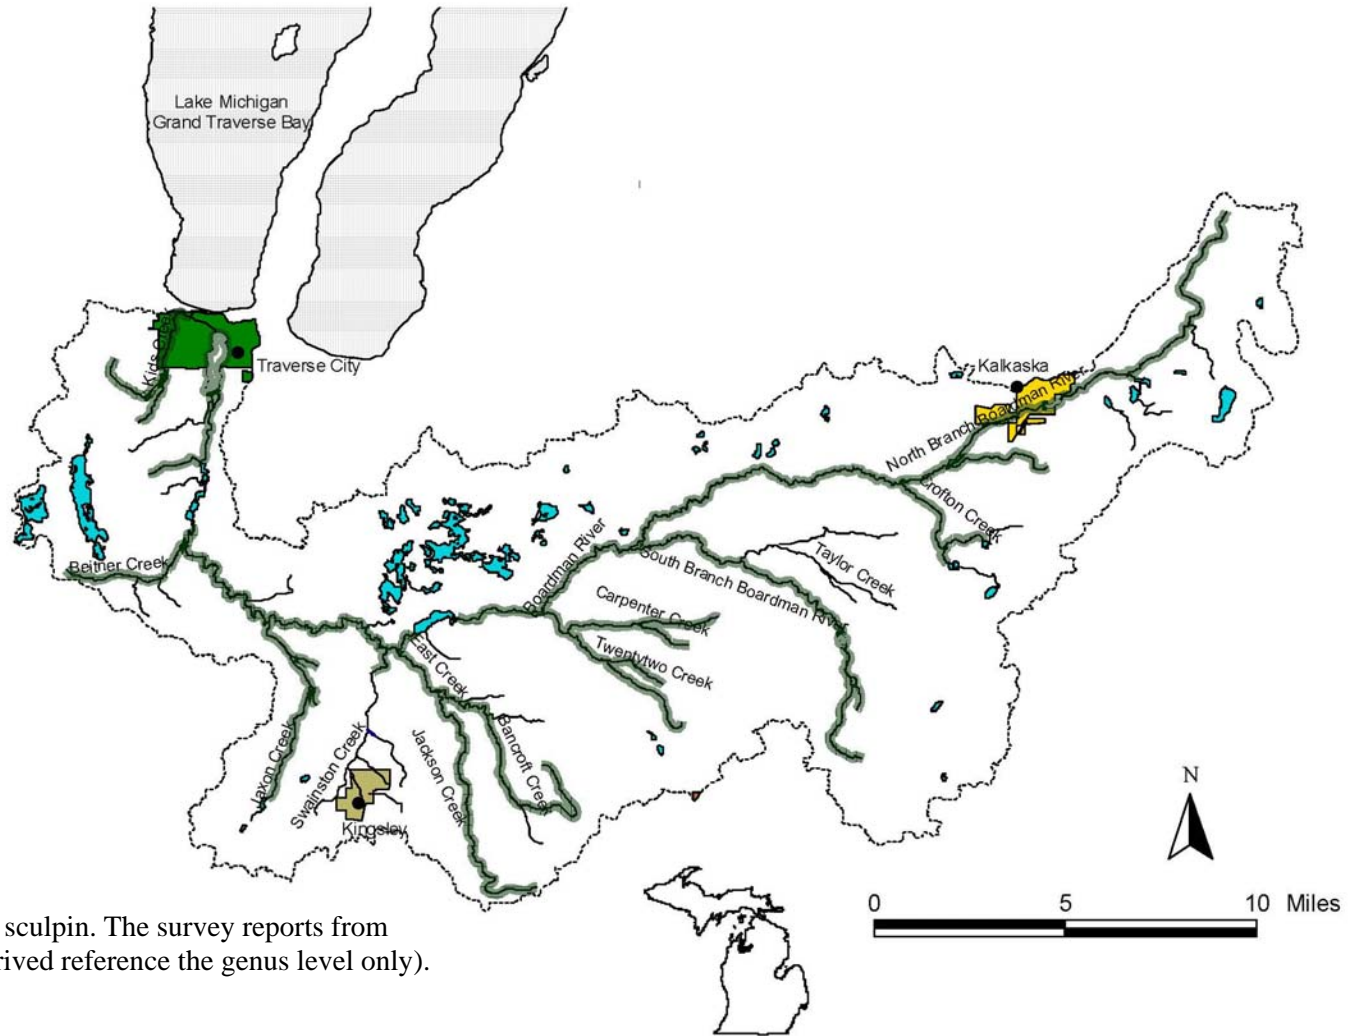 Lake Michigan
Grand Traverse Bay
Traverse City
Kalkaska
North Branch Boardman River
Crofton Creek
Taylor Creek
South Branch Boardman River
Boardman River
Carpenter Creek
Twentytwo Creek
Beitner Creek
East Creek
Bancroft Creek
Jackson Creek
Swainston Creek
Jaxon Creek
Kingsley
N
0 5 10 Miles
sculpin. The survey reports from
rived reference the genus level only).